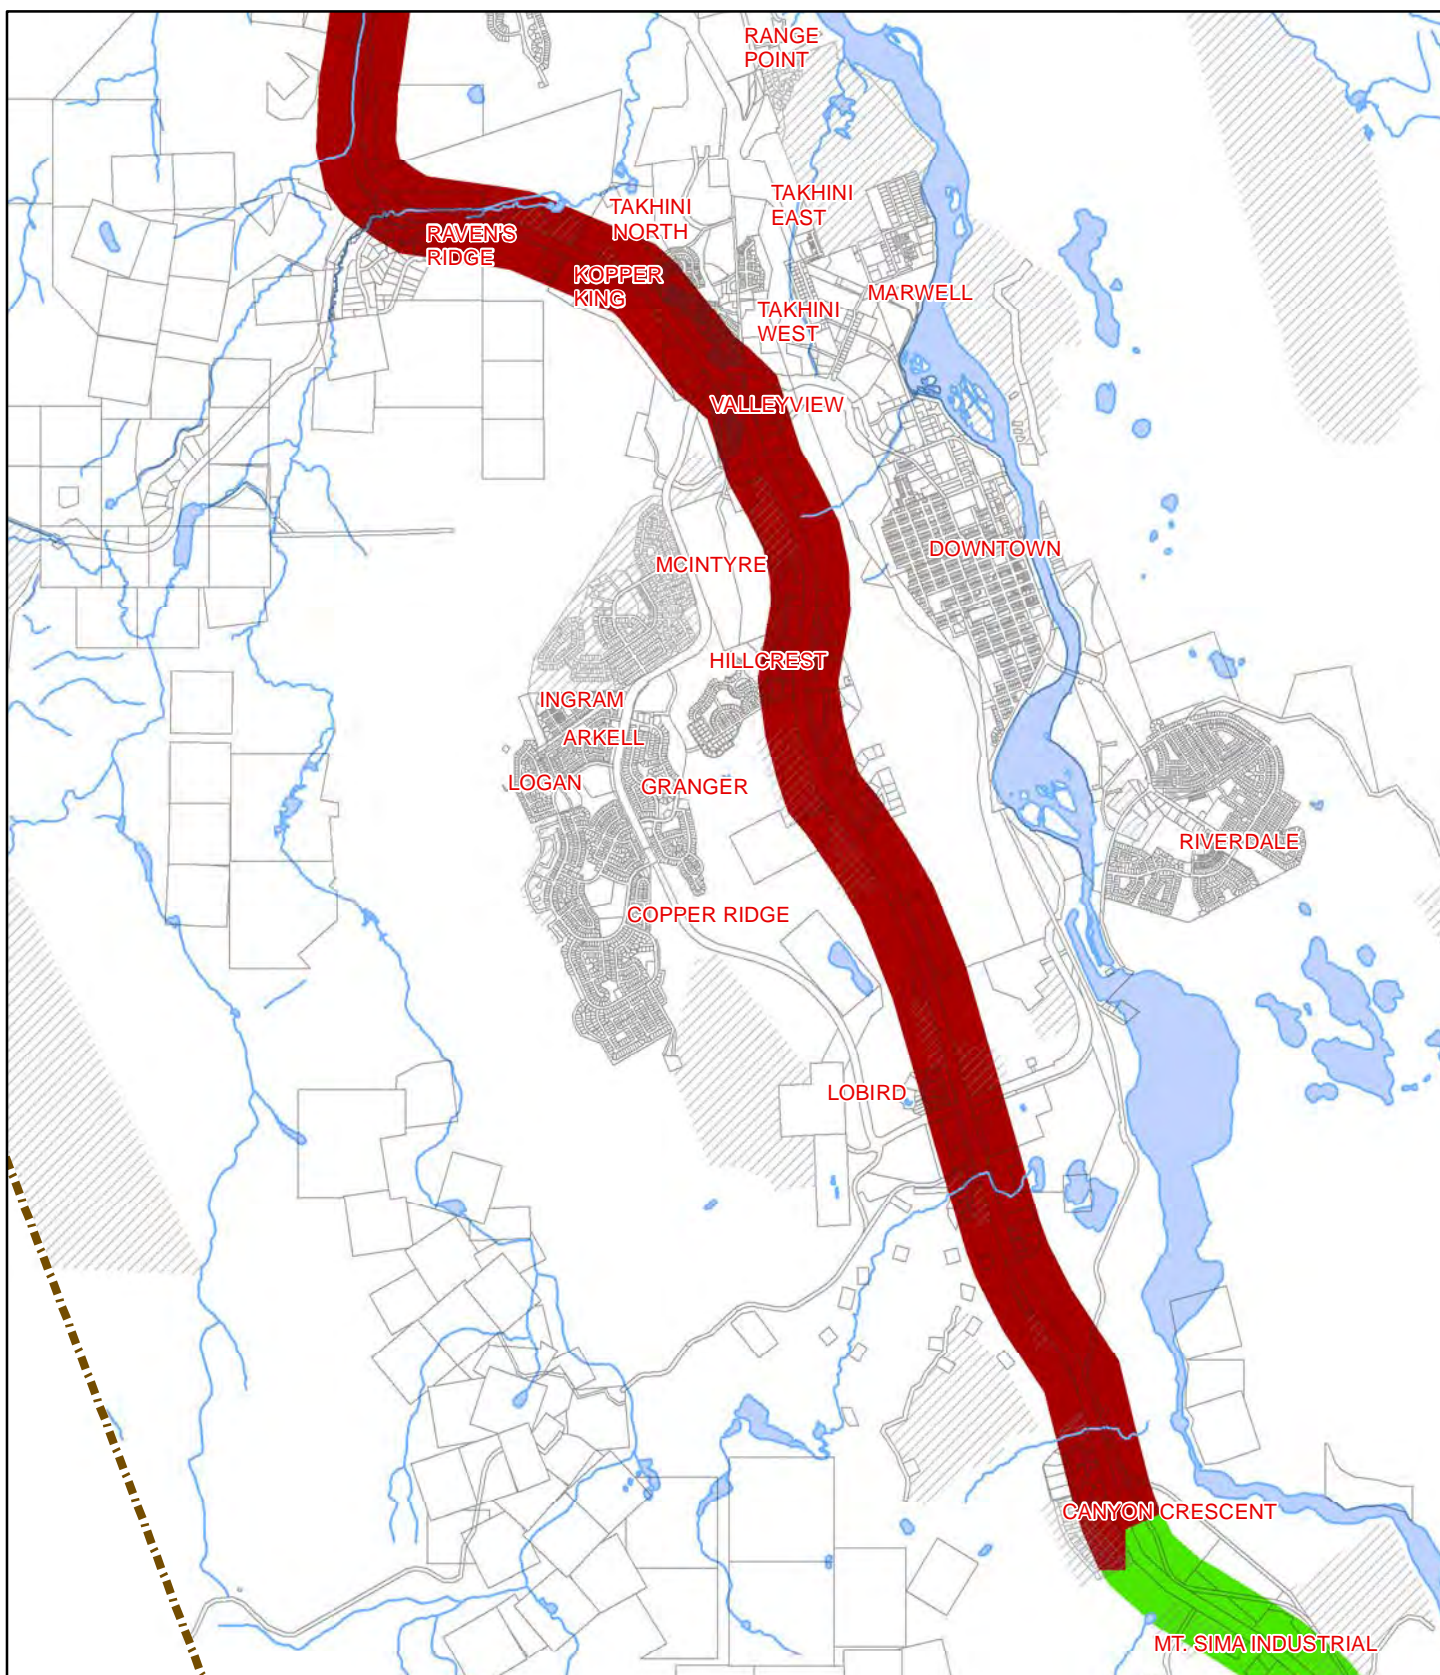 RANGE
POINT
TAKHINI
EAST
TAKHINI
NORTH
RAVEN'S
RIDGE
KOPPER
KING
MARWELL
TAKHINI
WEST
VALLEYVIEW
DOWNTOWN
MCINTYRE
HILLCREST
INGRAM
ARKELL
LOGAN
GRANGER
RIVERDALE
COPPER RIDGE
LOBIRD
CANYON CRESCENT
MT. SIMA INDUSTRIAL